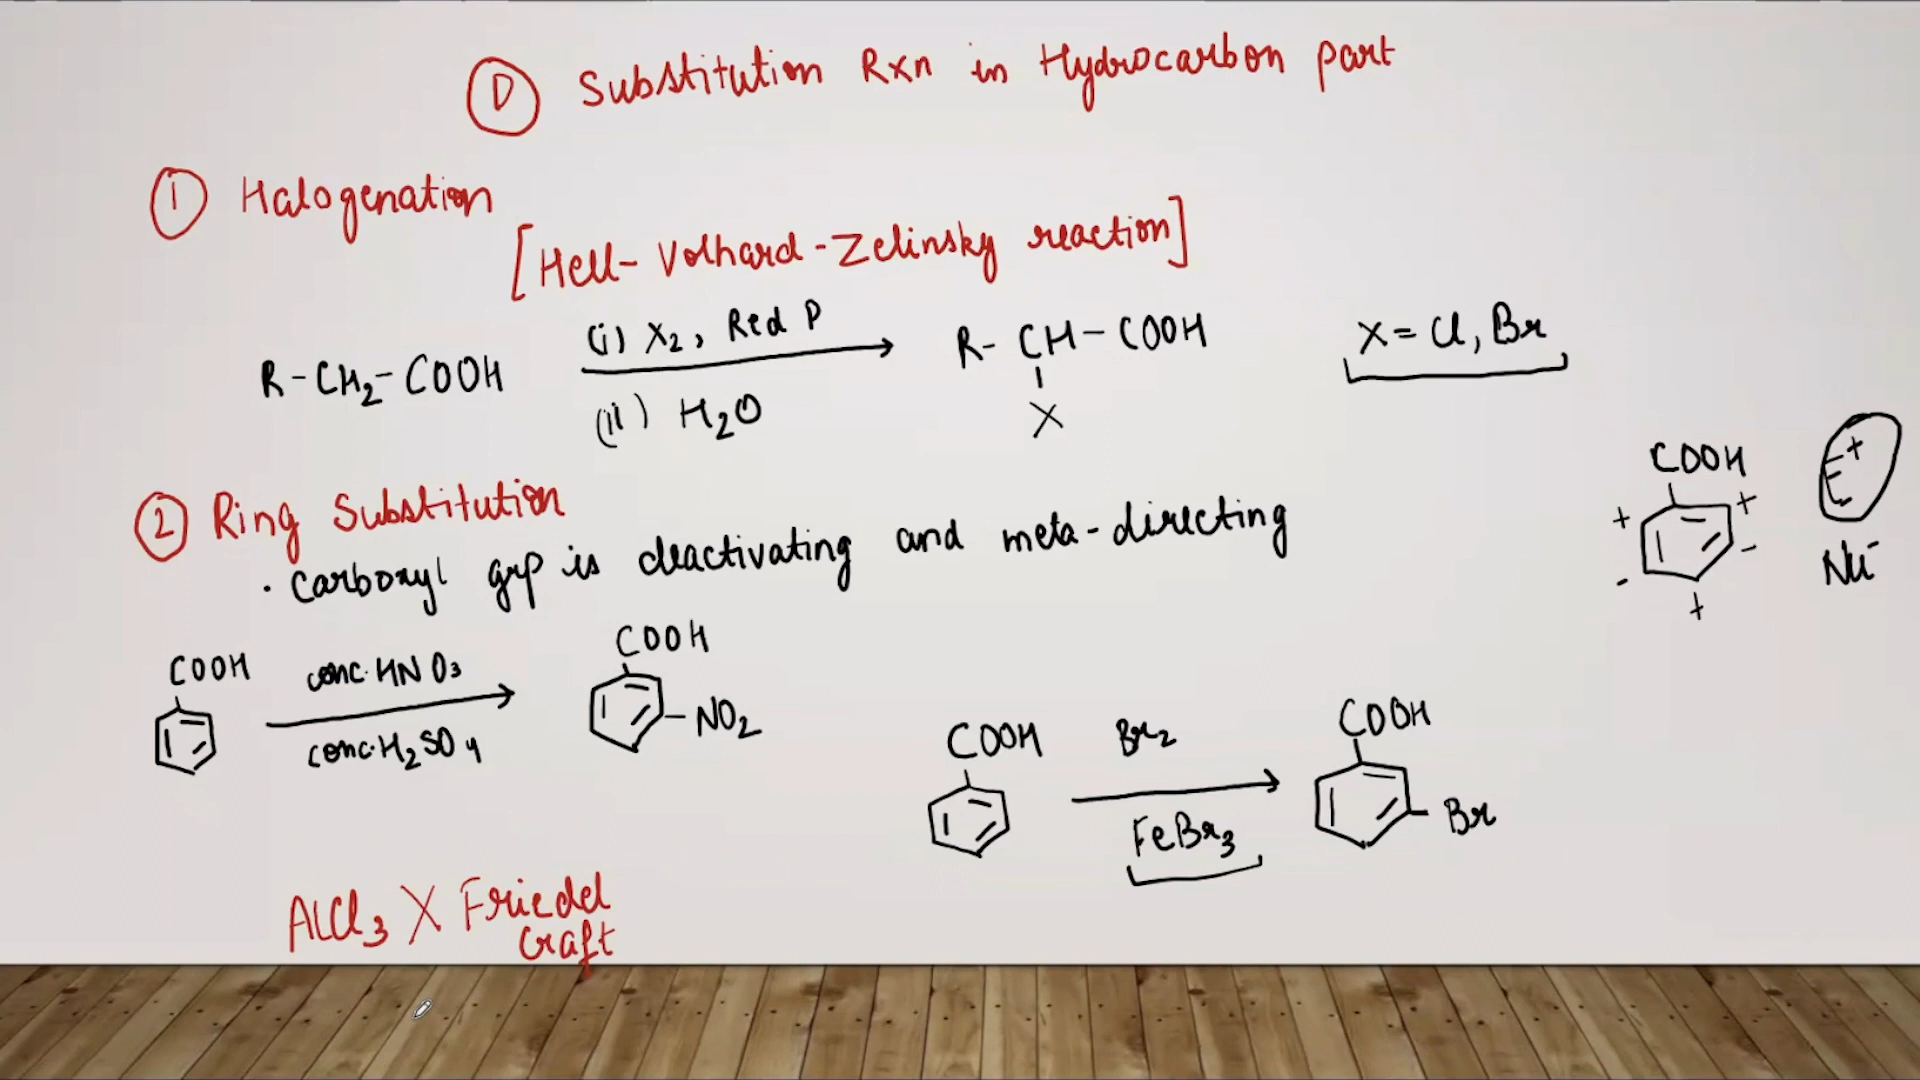 D Substitution Rxn in Hydrocarbon part
1 Halogenation
[Hell-Volhard-Zelinsky reaction]
R-CH2-COOH (i) X2, Red P (ii) H2O R-CH-COOH X X=Cl, Br
2 Ring Substitution
· Carboxyl grp is deactivating and meta-directing
COOH + + - - + E+ Nu-
COOH conc. HNO3 conc. H2SO4 COOH -NO2
COOH Br2 FeBr3 COOH Br
AlCl3 X Friedel
Craft